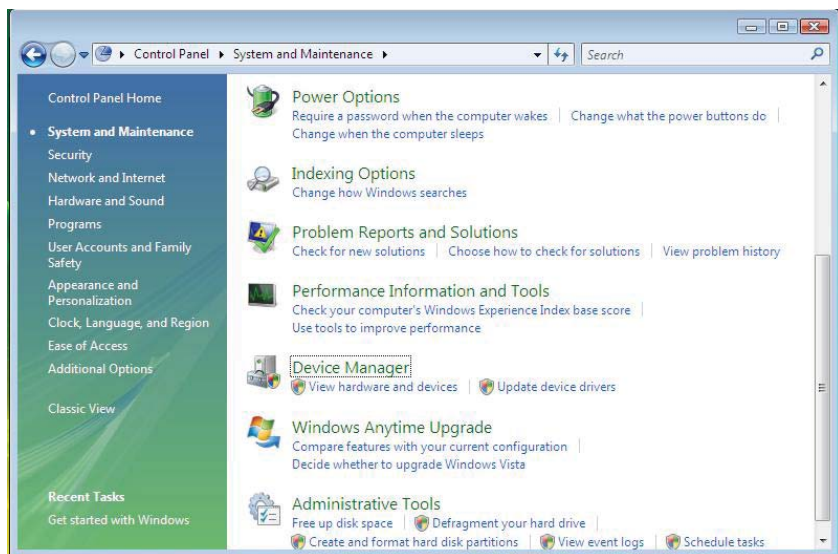 Control Panel System and Maintenance Search
Control Panel Home
System and Maintenance
Security
Network and Internet
Hardware and Sound
Programs
User Accounts and Family
Safety
Appearance and
Personalization
Clock, Language, and Region
Ease of Access
Additional Options
Classic View
Recent Tasks
Get started with Windows
Power Options
Require a password when the computer wakes Change what the power buttons do
Change when the computer sleeps
Indexing Options
Change how Windows searches
Problem Reports and Solutions
Check for new solutions Choose how to check for solutions View problem history
Performance Information and Tools
Check your computer's Windows Experience Index base score
Use tools to improve performance
Device Manager
View hardware and devices Update device drivers
Windows Anytime Upgrade
Compare features with your current configuration
Decide whether to upgrade Windows Vista
Administrative Tools
Free up disk space Defragment your hard drive
Create and format hard disk partitions View event logs Schedule tasks